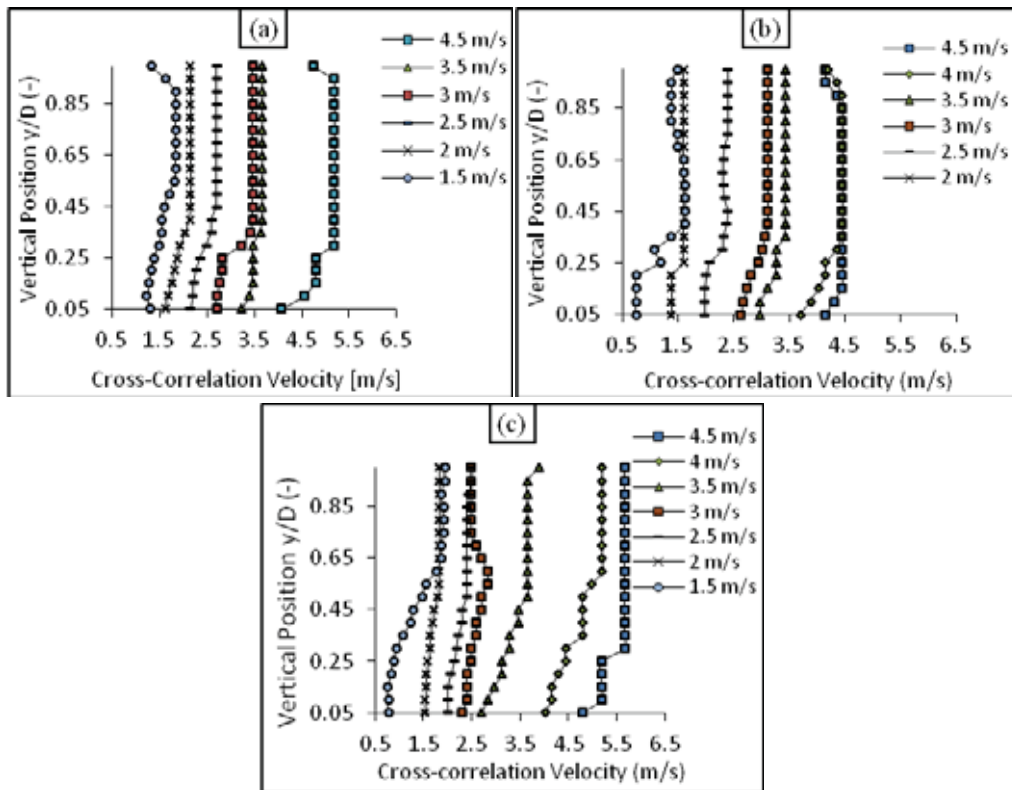 (a)
Vertical Position y/D (-)
0.85
0.65
0.45
0.25
0.05
0.5 1.5 2.5 3.5 4.5 5.5 6.5
Cross-Correlation Velocity [m/s]
4.5 m/s
3.5 m/s
3 m/s
2.5 m/s
2 m/s
1.5 m/s
(b)
Vertical Position y/D (-)
0.85
0.65
0.45
0.25
0.05
0.5 1.5 2.5 3.5 4.5 5.5 6.5
Cross-correlation Velocity (m/s)
4.5 m/s
4 m/s
3.5 m/s
3 m/s
2.5 m/s
2 m/s
(c)
Vertical Position y/D (-)
0.85
0.65
0.45
0.25
0.05
0.5 1.5 2.5 3.5 4.5 5.5 6.5
Cross-correlation Velocity (m/s)
4.5 m/s
4 m/s
3.5 m/s
3 m/s
2.5 m/s
2 m/s
1.5 m/s